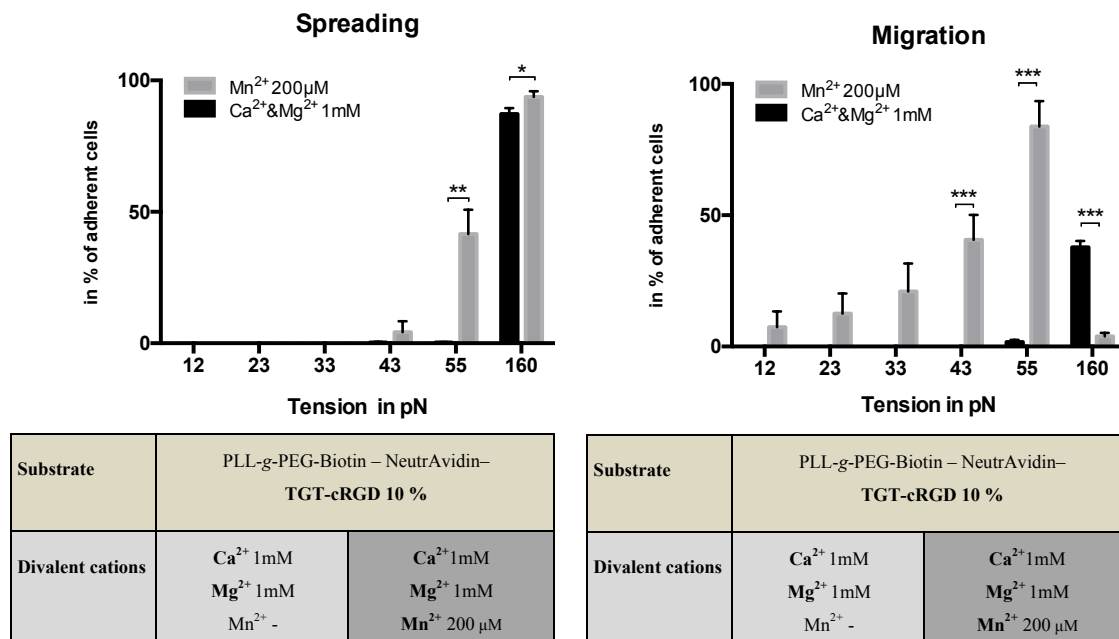 Spreading
100
50
0
in % of adherent cells
Mn²⁺ 200µM
Ca²⁺&Mg²⁺ 1mM
*
**
12 23 33 43 55 160
Tension in pN
Substrate
PLL-g-PEG-Biotin – NeutrAvidin–
TGT-cRGD 10 %
Divalent cations
Ca²⁺ 1mM
Mg²⁺ 1mM
Mn²⁺ -
Ca²⁺ 1mM
Mg²⁺ 1mM
Mn²⁺ 200 µM
Migration
100
50
0
in % of adherent cells
Mn²⁺ 200µM
Ca²⁺&Mg²⁺ 1mM
***
***
***
12 23 33 43 55 160
Tension in pN
Substrate
PLL-g-PEG-Biotin – NeutrAvidin–
TGT-cRGD 10 %
Divalent cations
Ca²⁺ 1mM
Mg²⁺ 1mM
Mn²⁺ -
Ca²⁺ 1mM
Mg²⁺ 1mM
Mn²⁺ 200 µM